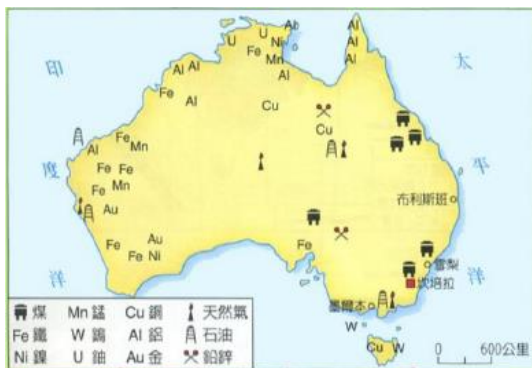 Al
U U Ni Al
印 Fe Mn Al 太
Al Al Al Al
Fe Al Cu
Cu
Fe Mn
Al
度 Fe Fe 平
Fe Mn
Au 布利斯班
Fe Au Fe
Fe Ni 雪梨
洋 坎培拉 洋
墨爾本
W
Cu W
煤 Mn 錳 Cu 銅 天然氣
Fe 鐵 W 鎢 Al 鋁 石油
Ni 鎳 U 鈾 Au 金 鉛鋅
0 600公里